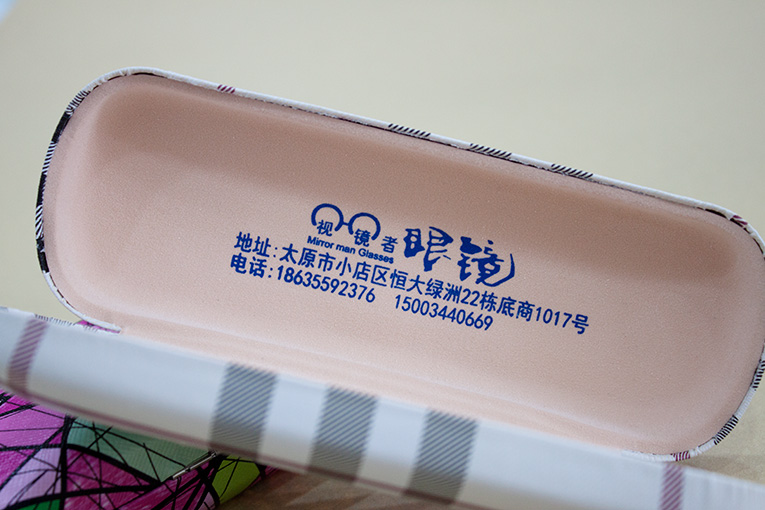 视镜者眼镜
Mirror man Glasses
地址:太原市小店区恒大绿洲22栋底商1017号
电话:18635592376 15003440669